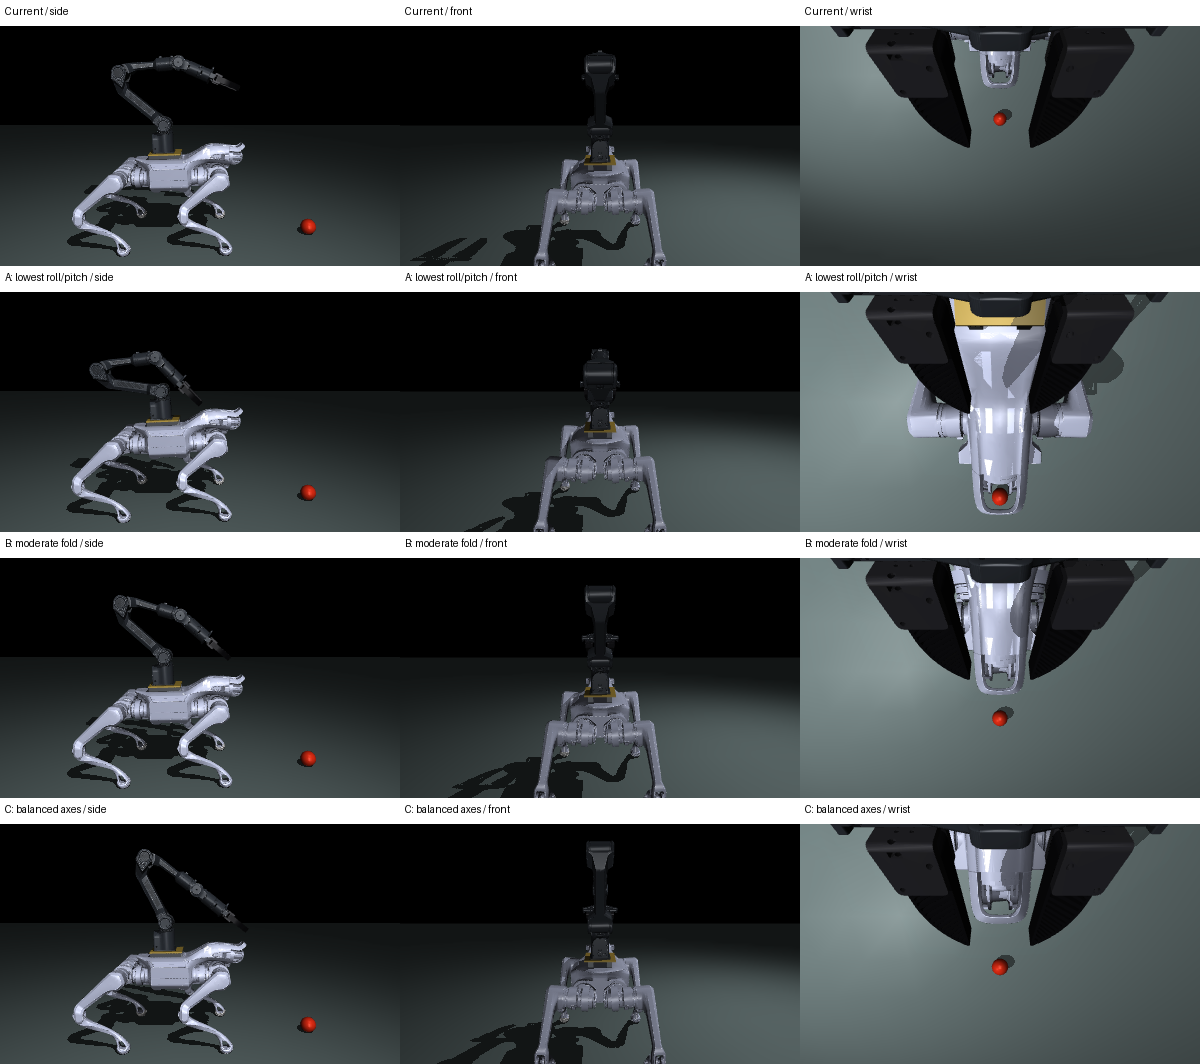 Current / side
Current / front
Current / wrist
A: lowest roll/pitch / side
A: lowest roll/pitch / front
A: lowest roll/pitch / wrist
B: moderate fold / side
B: moderate fold / front
B: moderate fold / wrist
C: balanced axes / side
C: balanced axes / front
C: balanced axes / wrist